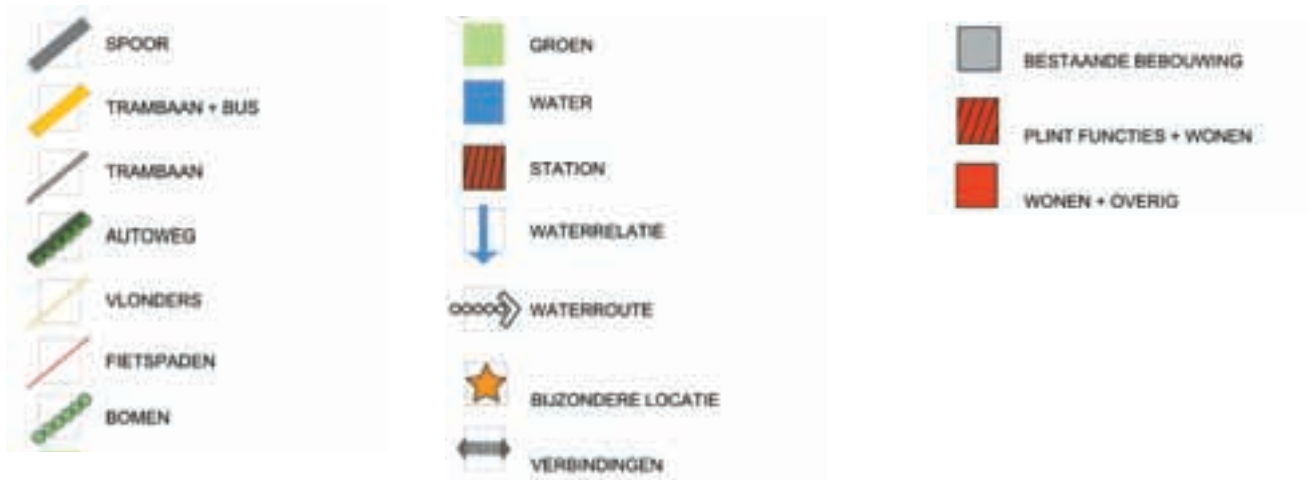 SPOOR
TRAMBAAN + BUS
TRAMBAAN
AUTOWEG
VLONDERS
FIETSPADEN
BOMEN
GROEN
WATER
STATION
WATERRELATIE
WATERROUTE
BIJZONDERE LOCATIE
VERBINDINGEN
BESTAANDE BEBOUWING
PLINT FUNCTIES + WONEN
WONEN + OVERIG